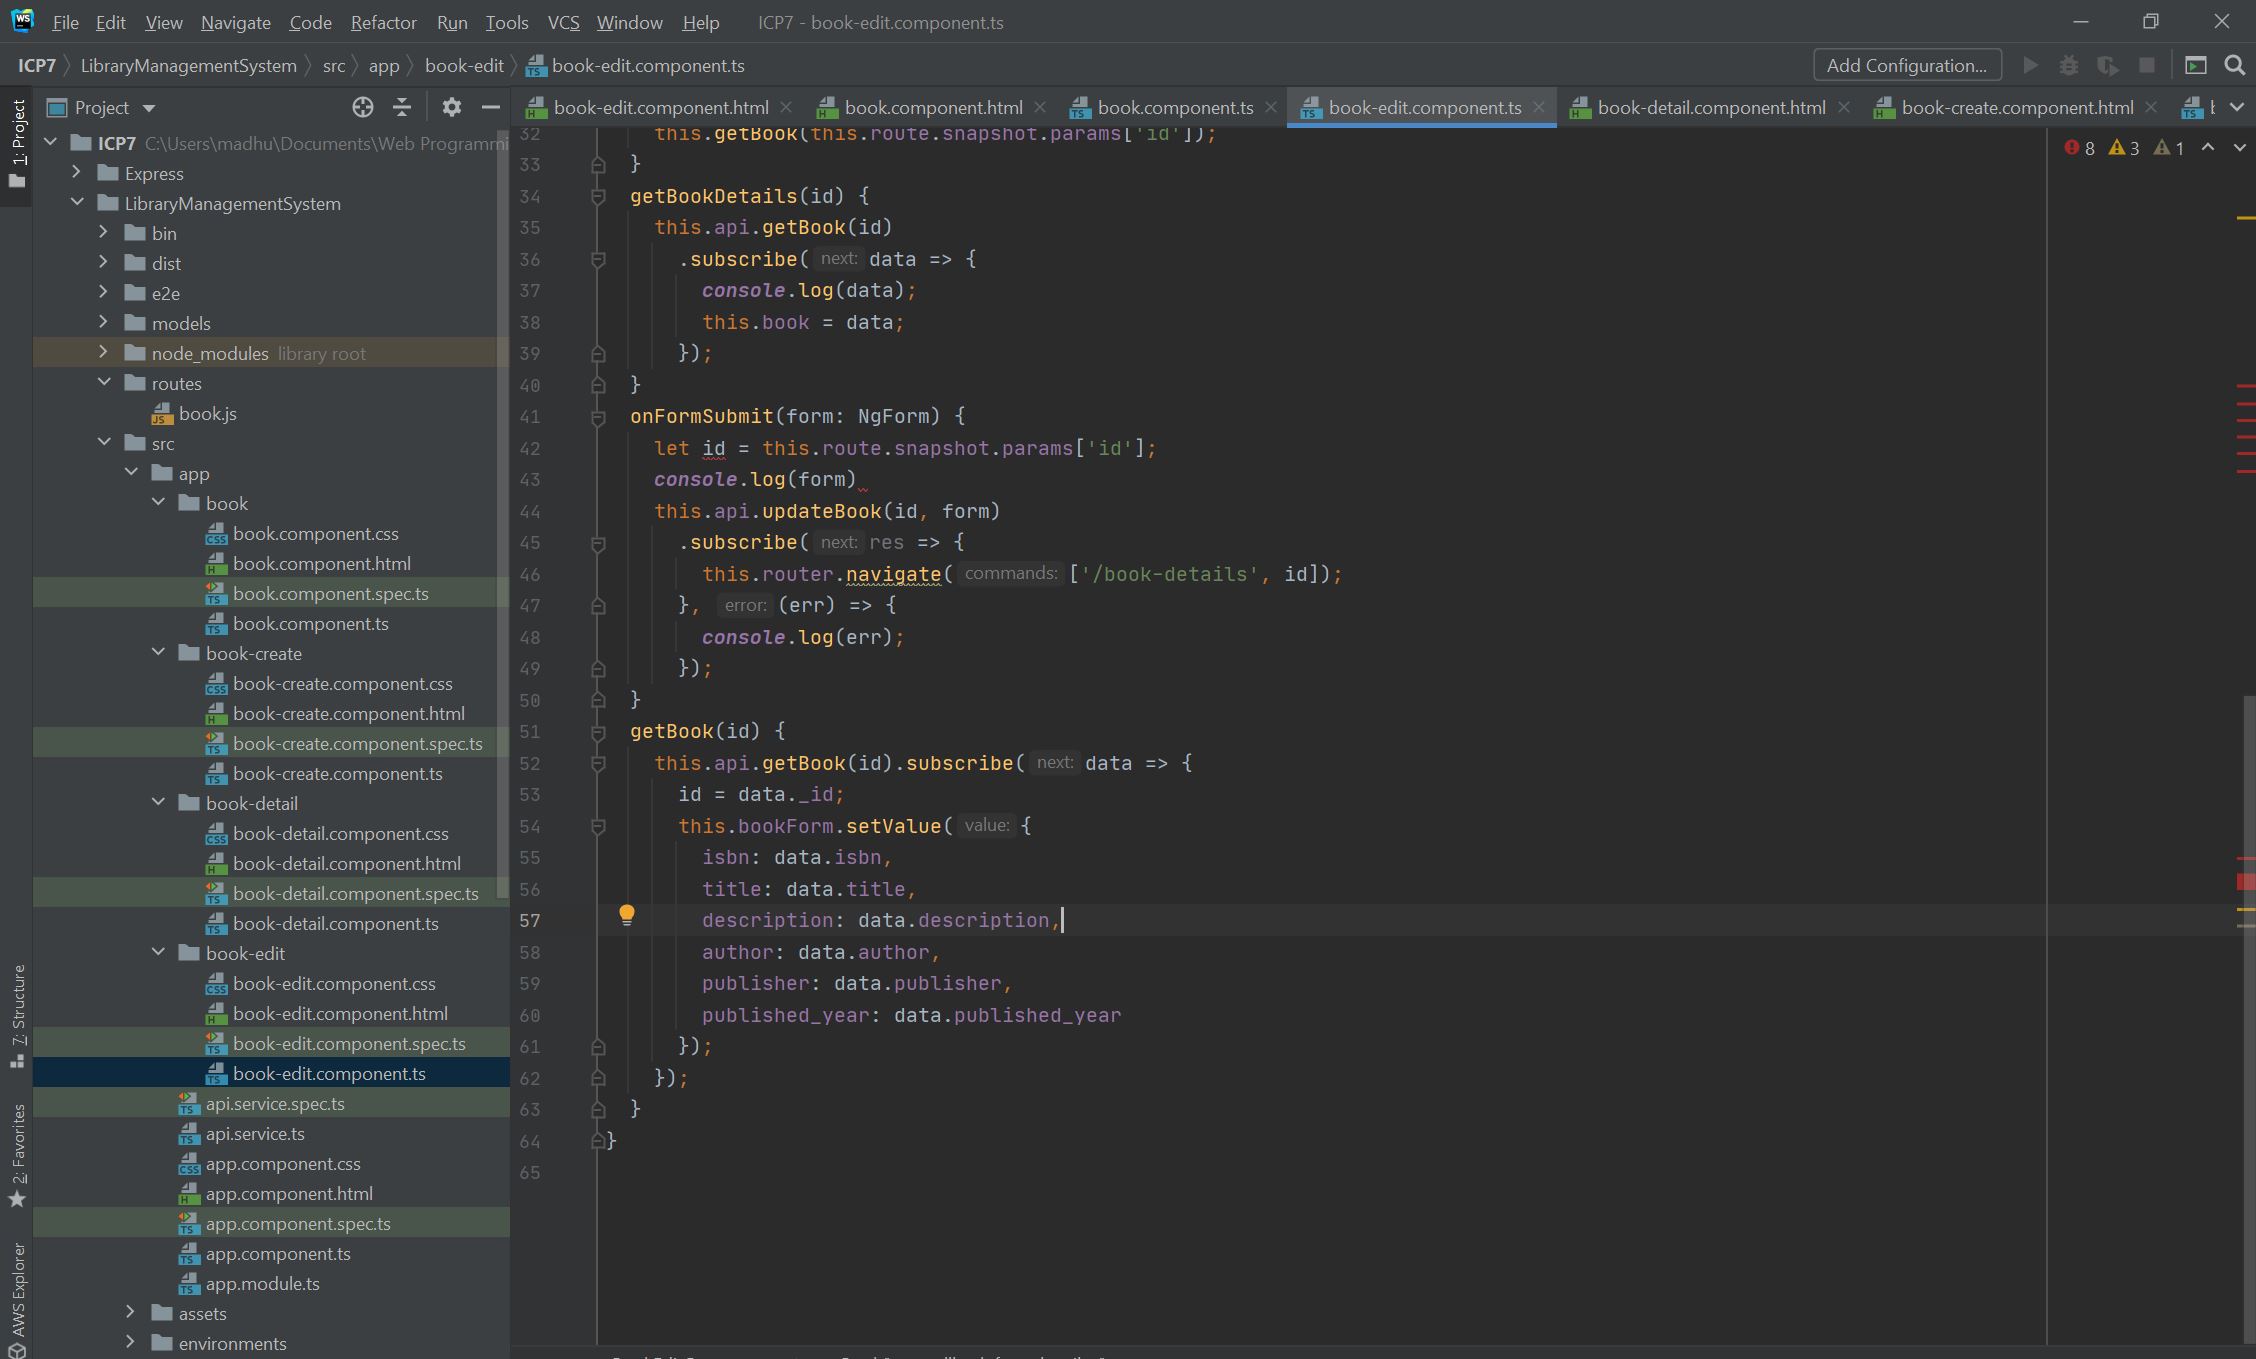 WS File Edit View Navigate Code Refactor Run Tools VCS Window Help ICP7 - book-edit.component.ts
ICP7 LibraryManagementSystem src app book-edit book-edit.component.ts Add Configuration...
Project
book-edit.component.html book.component.html book.component.ts book-edit.component.ts book-detail.component.html book-create.component.html
1: Project
7: Structure
2: Favorites
AWS Explorer
ICP7 C:\Users\madhu\Documents\Web Programmi
Express
LibraryManagementSystem
bin
dist
e2e
models
node_modules library root
routes
book.js
src
app
book
book.component.css
book.component.html
book.component.spec.ts
book.component.ts
book-create
book-create.component.css
book-create.component.html
book-create.component.spec.ts
book-create.component.ts
book-detail
book-detail.component.css
book-detail.component.html
book-detail.component.spec.ts
book-detail.component.ts
book-edit
book-edit.component.css
book-edit.component.html
book-edit.component.spec.ts
book-edit.component.ts
api.service.spec.ts
api.service.ts
app.component.css
app.component.html
app.component.spec.ts
app.component.ts
app.module.ts
assets
environments
8 3 1
32 this.getBook(this.route.snapshot.params['id']);
33 }
34 getBookDetails(id) {
35 this.api.getBook(id)
36 .subscribe( next: data => {
37 console.log(data);
38 this.book = data;
39 });
40 }
41 onFormSubmit(form: NgForm) {
42 let id = this.route.snapshot.params['id'];
43 console.log(form)
44 this.api.updateBook(id, form)
45 .subscribe( next: res => {
46 this.router.navigate( commands: ['/book-details', id]);
47 }, error: (err) => {
48 console.log(err);
49 });
50 }
51 getBook(id) {
52 this.api.getBook(id).subscribe( next: data => {
53 id = data._id;
54 this.bookForm.setValue( value: {
55 isbn: data.isbn,
56 title: data.title,
57 description: data.description,
58 author: data.author,
59 publisher: data.publisher,
60 published_year: data.published_year
61 });
62 });
63 }
64 }
65